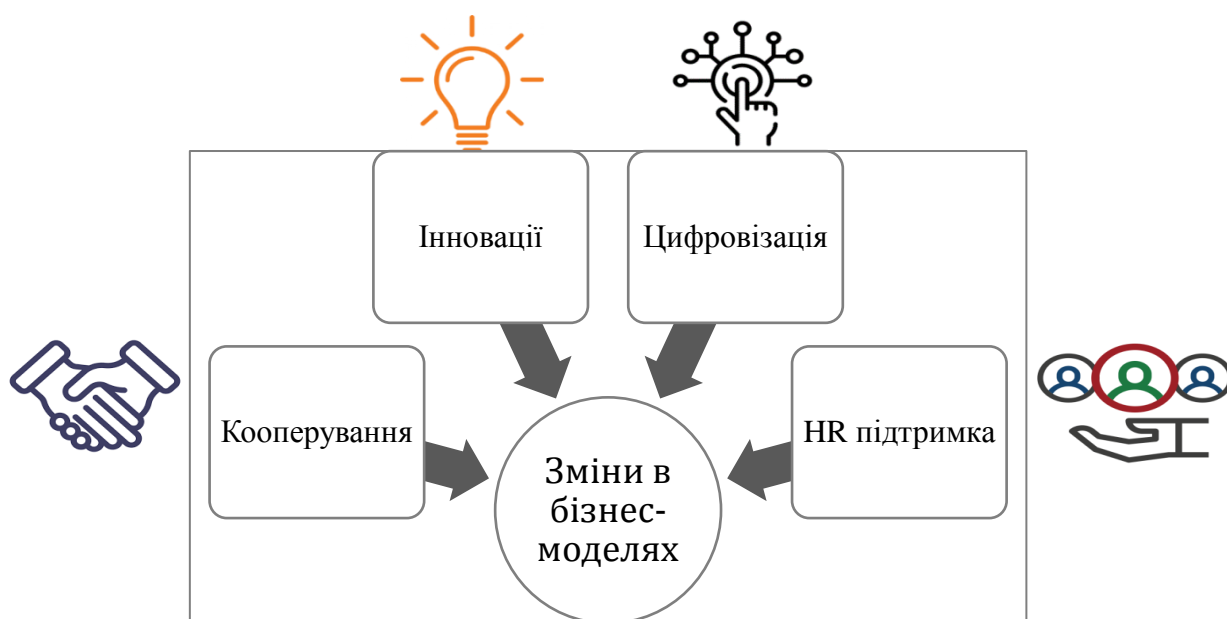 Інновації
Цифровізація
Кооперування
HR підтримка
Зміни в
бізнес-
моделях